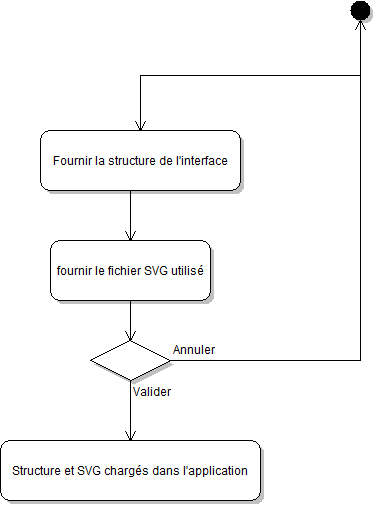 Fournir la structure de l'interface
fournir le fichier SVG utilisé
Annuler
Valider
Structure et SVG chargés dans l'application